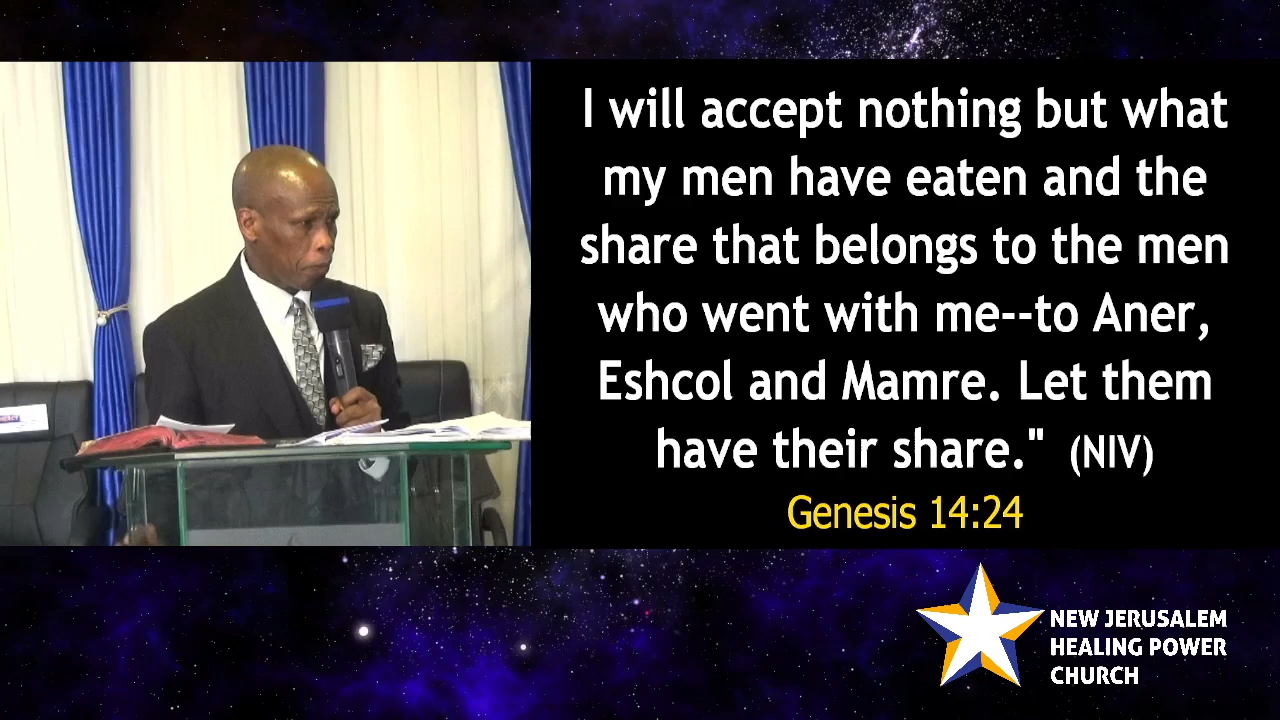 I will accept nothing but what
my men have eaten and the
share that belongs to the men
who went with me--to Aner,
Eshcol and Mamre. Let them
have their share." (NIV)
Genesis 14:24
NEW JERUSALEM
HEALING POWER
CHURCH